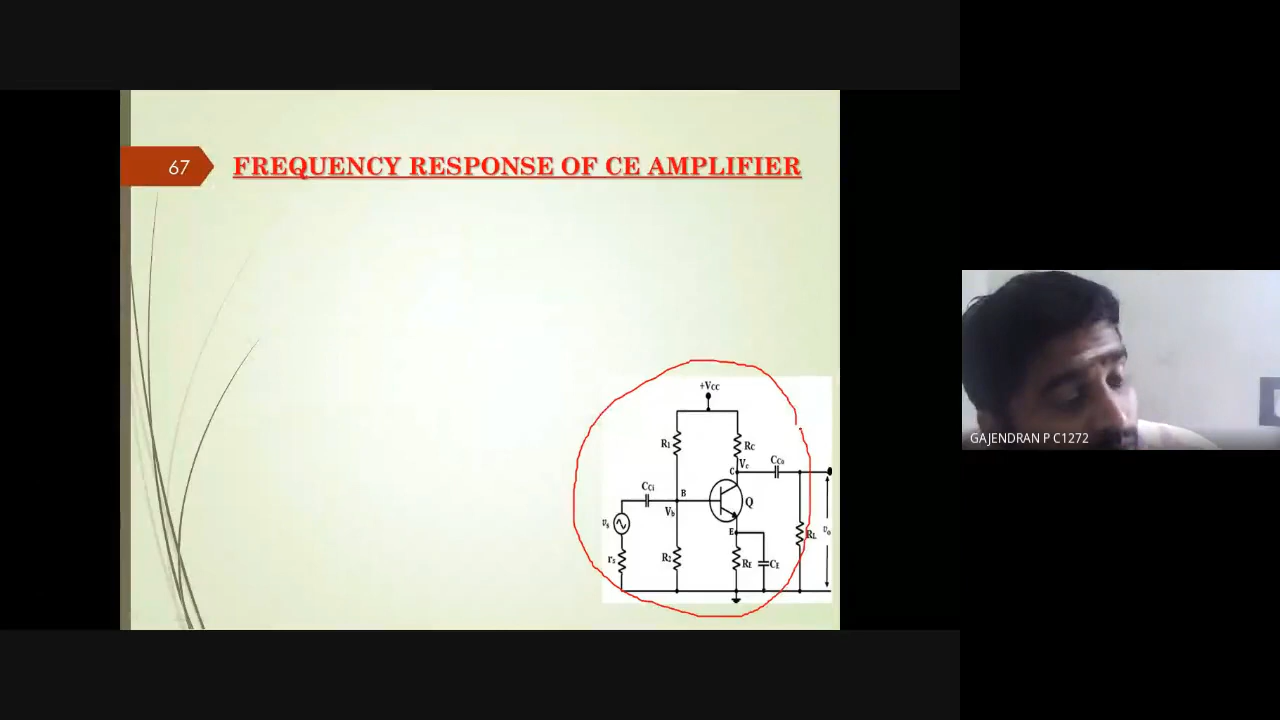 67
FREQUENCY RESPONSE OF CE AMPLIFIER
+VCC
R1
RC
Vc
C
CCo
CCi
B
Vb
Q
vs
E
RL
vo
rs
R2
RE
CE
GAJENDRAN P C1272